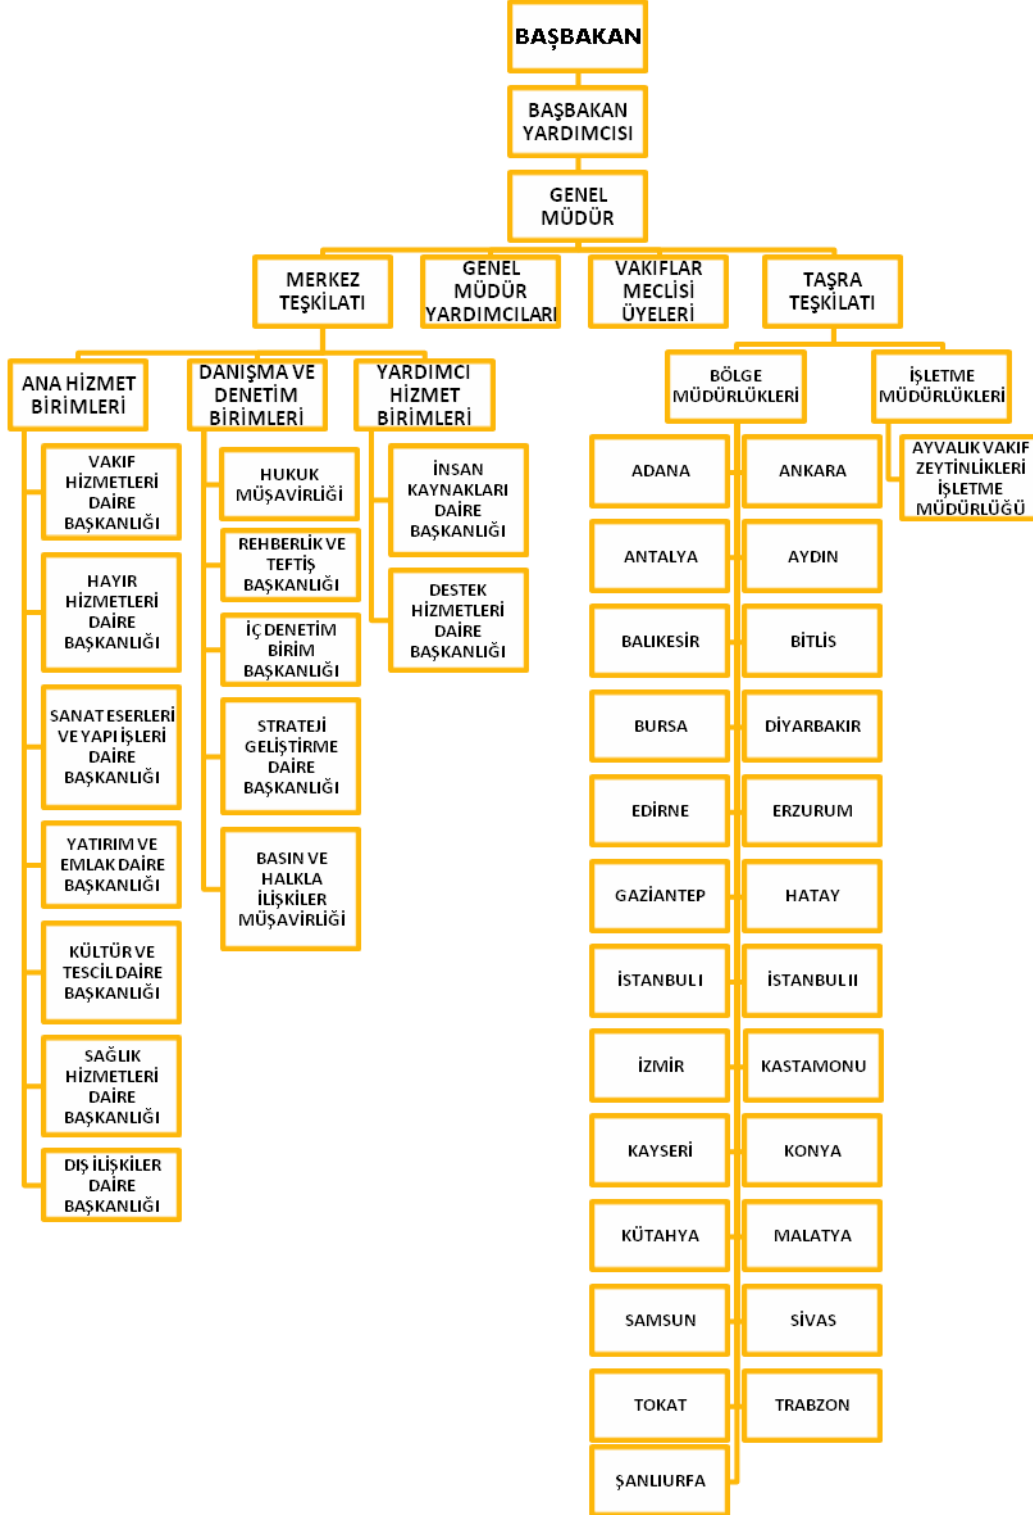 BAŞBAKAN
BAŞBAKAN
YARDIMCISI
GENEL
MÜDÜR
MERKEZ
TEŞKİLATI
GENEL
MÜDÜR
YARDIMCILARI
VAKIFLAR
MECLİSİ
ÜYELERİ
TAŞRA
TEŞKİLATI
ANA HİZMET
BİRİMLERİ
DANIŞMA VE
DENETİM
BİRİMLERİ
YARDIMCI
HİZMET
BİRİMLERİ
BÖLGE
MÜDÜRLÜKLERİ
İŞLETME
MÜDÜRLÜKLERİ
VAKIF
HİZMETLERİ
DAİRE
BAŞKANLIĞI
HAYIR
HİZMETLERİ
DAİRE
BAŞKANLIĞI
SANAT ESERLERİ
VE YAPI İŞLERİ
DAİRE
BAŞKANLIĞI
YATIRIM VE
EMLAK DAİRE
BAŞKANLIĞI
KÜLTÜR VE
TESCİL DAİRE
BAŞKANLIĞI
SAĞLIK
HİZMETLERİ
DAİRE
BAŞKANLIĞI
DIŞ İLİŞKİLER
DAİRE
BAŞKANLIĞI
HUKUK
MÜŞAVİRLİĞİ
REHBERLİK VE
TEFTİŞ
BAŞKANLIĞI
İÇ DENETİM
BİRİM
BAŞKANLIĞI
STRATEJİ
GELİŞTİRME
DAİRE
BAŞKANLIĞI
BASIN VE
HALKLA
İLİŞKİLER
MÜŞAVİRLİĞİ
İNSAN
KAYNAKLARI
DAİRE
BAŞKANLIĞI
DESTEK
HİZMETLERİ
DAİRE
BAŞKANLIĞI
ADANA
ANKARA
ANTALYA
AYDIN
BALIKESİR
BİTLİS
BURSA
DİYARBAKIR
EDİRNE
ERZURUM
GAZİANTEP
HATAY
İSTANBUL I
İSTANBUL II
İZMİR
KASTAMONU
KAYSERİ
KONYA
KÜTAHYA
MALATYA
SAMSUN
SİVAS
TOKAT
TRABZON
ŞANLIURFA
AYVALIK VAKIF
ZEYTİNLİKLERİ
İŞLETME
MÜDÜRLÜĞÜ